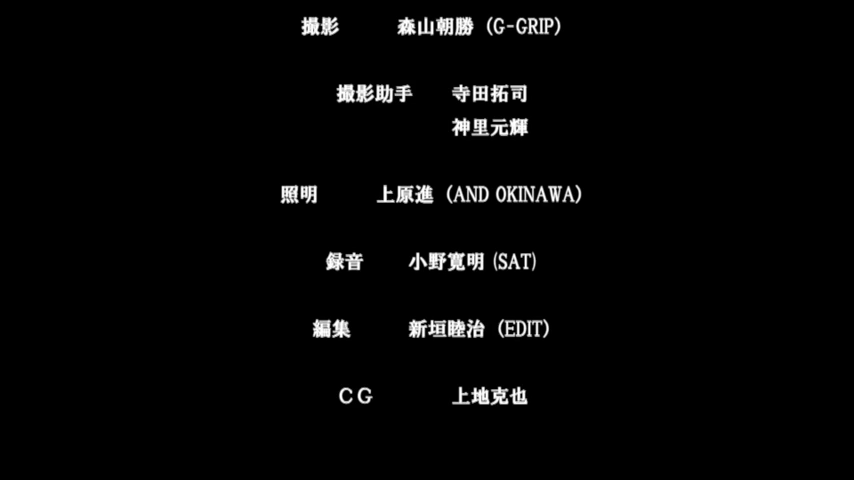 撮影 森山朝勝 (G-GRIP)
撮影助手 寺田拓司
神里元輝
照明 上原進 (AND OKINAWA)
録音 小野寛明 (SAT)
編集 新垣睦治 (EDIT)
CG 上地克也